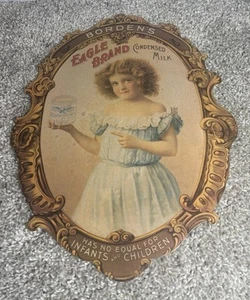 BORDEN'S
EAGLE
BRAND CONDENSED
MILK
HAS NO EQUAL FOR
INFANTS AND CHILDREN